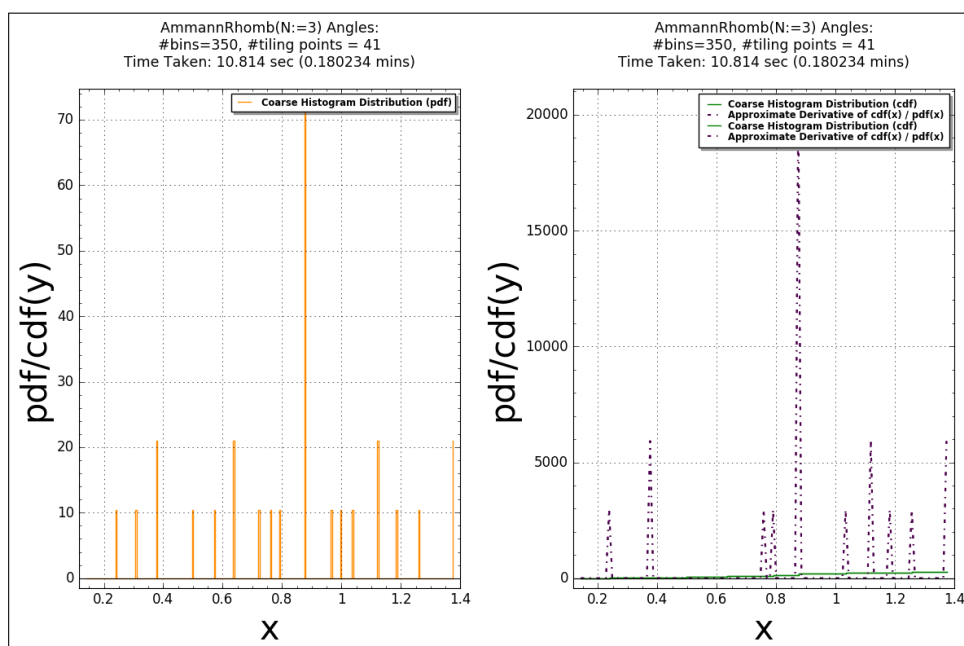 AmmannRhomb(N:=3) Angles:
#bins=350, #tiling points = 41
Time Taken: 10.814 sec (0.180234 mins)
Coarse Histogram Distribution (pdf)
70
60
50
40
30
20
10
0
pdf/cdf(y)
0.2 0.4 0.6 0.8 1 1.2 1.4
x
AmmannRhomb(N:=3) Angles:
#bins=350, #tiling points = 41
Time Taken: 10.814 sec (0.180234 mins)
Coarse Histogram Distribution (cdf)
Approximate Derivative of cdf(x) / pdf(x)
Coarse Histogram Distribution (cdf)
Approximate Derivative of cdf(x) / pdf(x)
20000
15000
10000
5000
0
pdf/cdf(y)
0.2 0.4 0.6 0.8 1 1.2 1.4
x